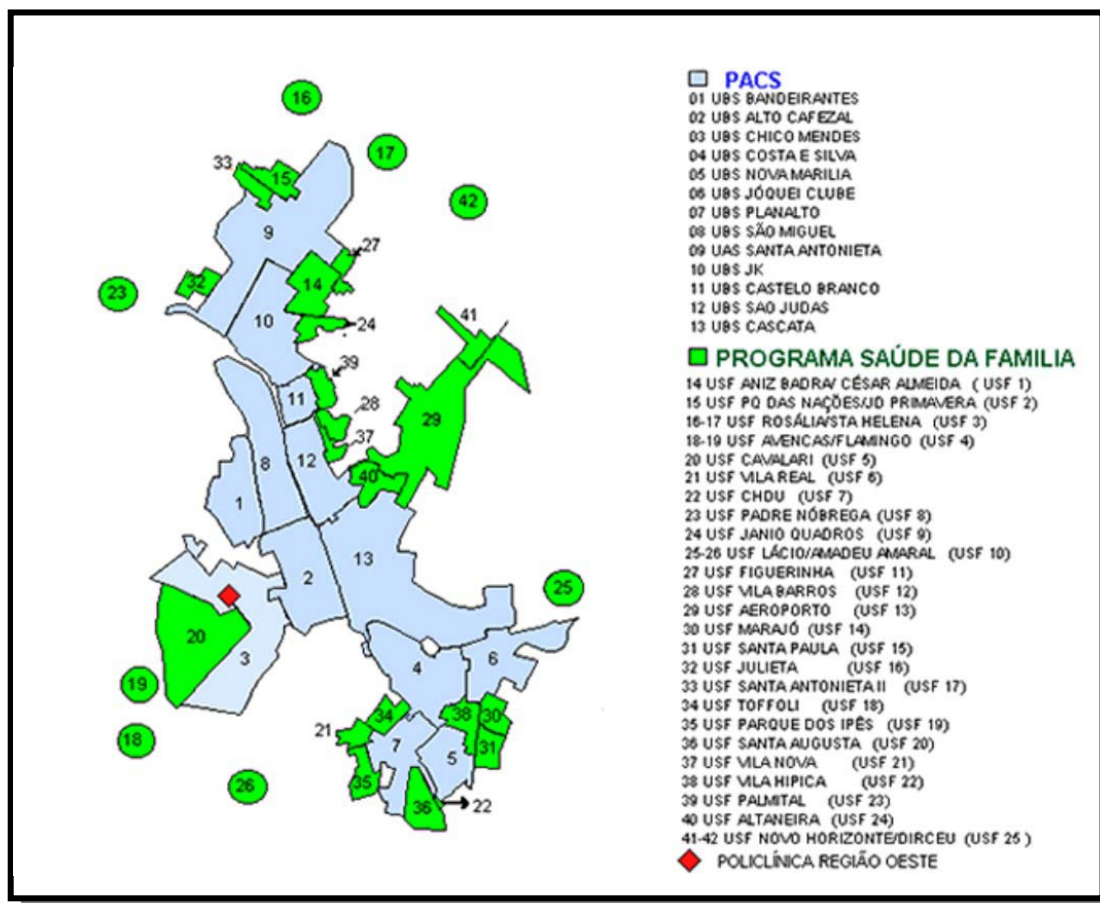 PACS
01 UBS BANDEIRANTES
02 UBS ALTO CAFEZAL
03 UBS CHICO MENDES
04 UBS COSTA E SILVA
05 UBS NOVA MARILIA
06 UBS JÓQUEI CLUBE
07 UBS PLANALTO
08 UBS SÃO MIGUEL
09 UAS SANTA ANTONIETA
10 UBS JK
11 UBS CASTELO BRANCO
12 UBS SAO JUDAS
13 UBS CASCATA
PROGRAMA SAÚDE DA FAMILIA
14 USF ANIZ BADRA/ CÉSAR ALMEIDA ( USF 1)
15 USF PQ DAS NAÇÕES/JD PRIMAVERA (USF 2)
16-17 USF ROSÁLIA/STA HELENA (USF 3)
18-19 USF AVENCAS/FLAMINGO (USF 4)
20 USF CAVALARI (USF 5)
21 USF VILA REAL (USF 6)
22 USF CHDU (USF 7)
23 USF PADRE NÓBREGA (USF 8)
24 USF JANIO QUADROS (USF 9)
25-26 USF LÁCIO/AMADEU AMARAL (USF 10)
27 USF FIGUERINHA (USF 11)
28 USF VILA BARROS (USF 12)
29 USF AEROPORTO (USF 13)
30 USF MARAJÓ (USF 14)
31 USF SANTA PAULA (USF 15)
32 USF JULIETA (USF 16)
33 USF SANTA ANTONIETA II (USF 17)
34 USF TOFFOLI (USF 18)
35 USF PARQUE DOS IPÊS (USF 19)
36 USF SANTA AUGUSTA (USF 20)
37 USF VILA NOVA (USF 21)
38 USF VILA HIPICA (USF 22)
39 USF PALMITAL (USF 23)
40 USF ALTANEIRA (USF 24)
41-42 USF NOVO HORIZONTE/DIRCEU (USF 25 )
POLICLÍNICA REGIÃO OESTE
16
17
33
15
42
9
27
32
14
23
10
24
41
39
11
28
29
37
12
8
40
1
13
2
25
20
3
4
6
19
34
38
30
21
18
7
5
31
35
26
36
22